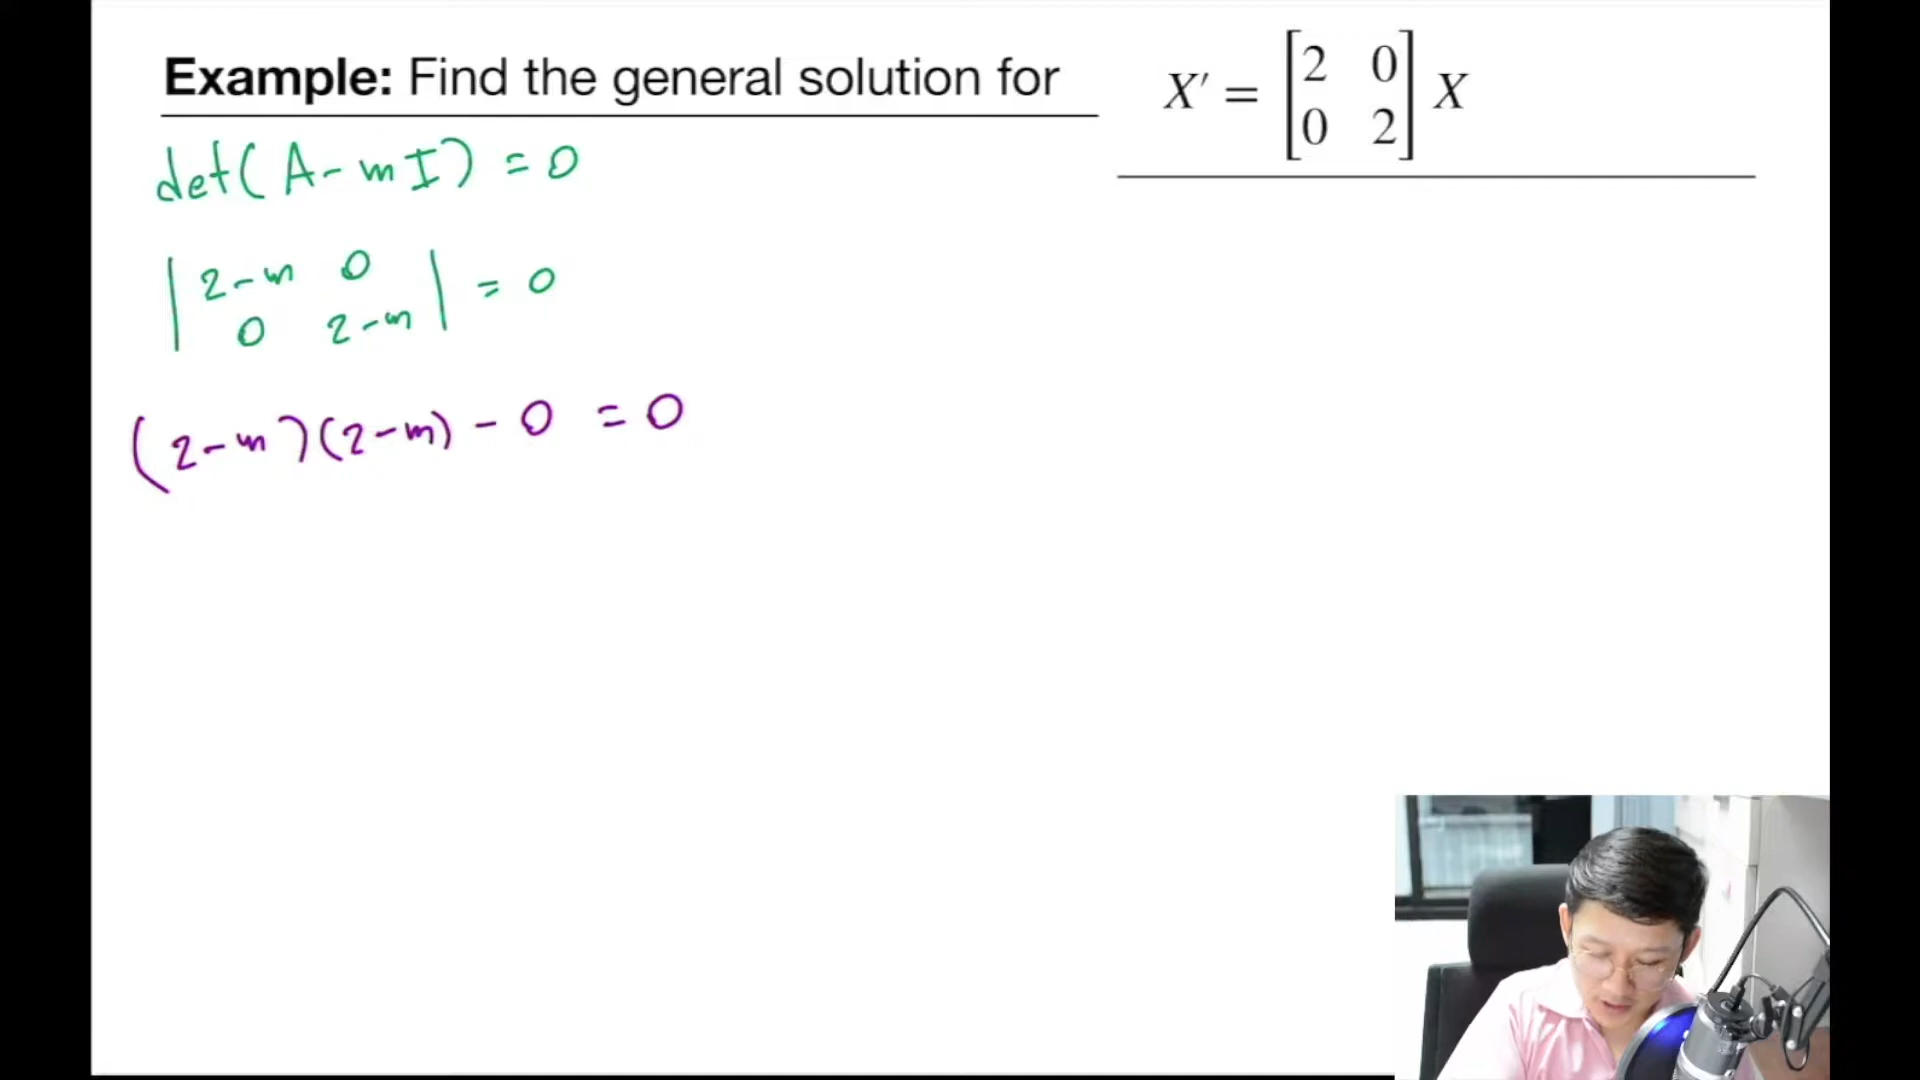 Example: Find the general solution for X′ = [2 0; 0 2] X
det(A - mI) = 0
| 2-m 0 |
| 0 2-m | = 0
(2-m)(2-m) - 0 = 0